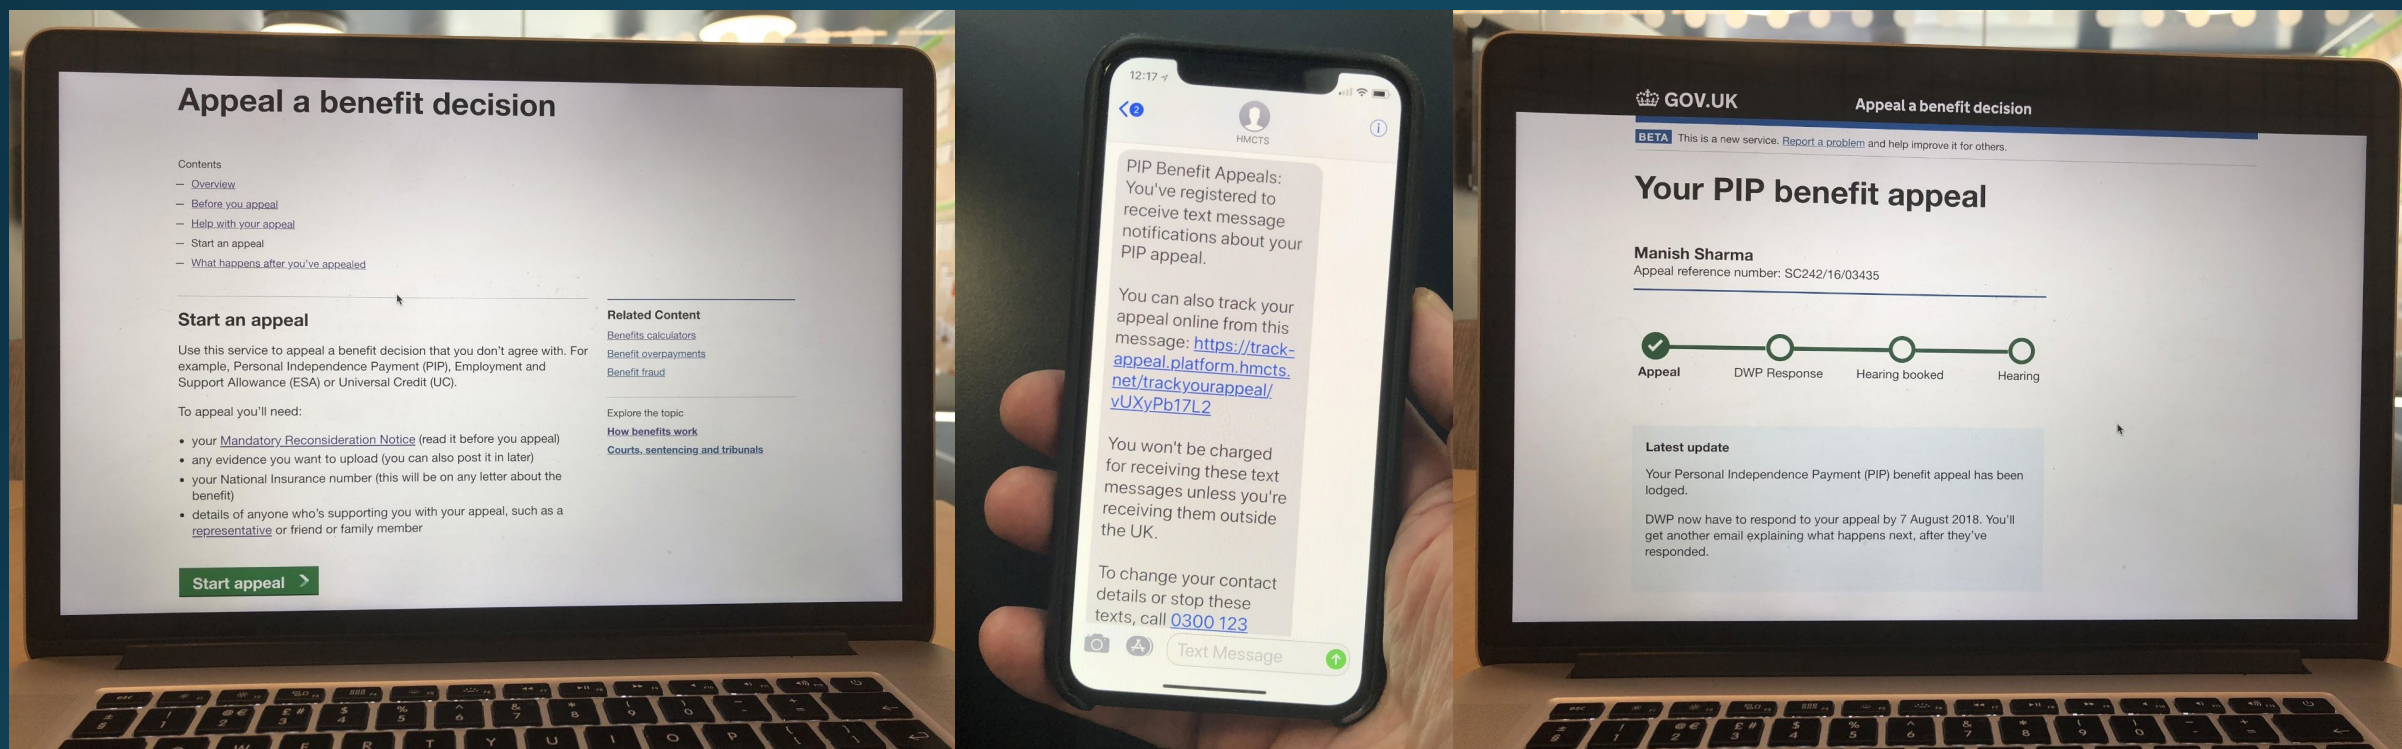 Appeal a benefit decision
Contents
— Overview
— Before you appeal
— Help with your appeal
— Start an appeal
— What happens after you've appealed
Start an appeal
Use this service to appeal a benefit decision that you don't agree with. For
example, Personal Independence Payment (PIP), Employment and
Support Allowance (ESA) or Universal Credit (UC).
To appeal you'll need:
• your Mandatory Reconsideration Notice (read it before you appeal)
• any evidence you want to upload (you can also post it in later)
• your National Insurance number (this will be on any letter about the
benefit)
• details of anyone who's supporting you with your appeal, such as a
representative or friend or family member
Start appeal
Related Content
Benefits calculators
Benefit overpayments
Benefit fraud
Explore the topic
How benefits work
Courts, sentencing and tribunals
12:17
2
HMCTS
PIP Benefit Appeals:
You've registered to
receive text message
notifications about your
PIP appeal.
You can also track your
appeal online from this
message: https://track-
appeal.platform.hmcts.
net/trackyourappeal/
vUXyPb17L2
You won't be charged
for receiving these text
messages unless you're
receiving them outside
the UK.
To change your contact
details or stop these
texts, call 0300 123
Text Message
GOV.UK
Appeal a benefit decision
BETA This is a new service. Report a problem and help improve it for others.
Your PIP benefit appeal
Manish Sharma
Appeal reference number: SC242/16/03435
Appeal
DWP Response
Hearing booked
Hearing
Latest update
Your Personal Independence Payment (PIP) benefit appeal has been
lodged.
DWP now have to respond to your appeal by 7 August 2018. You'll
get another email explaining what happens next, after they've
responded.